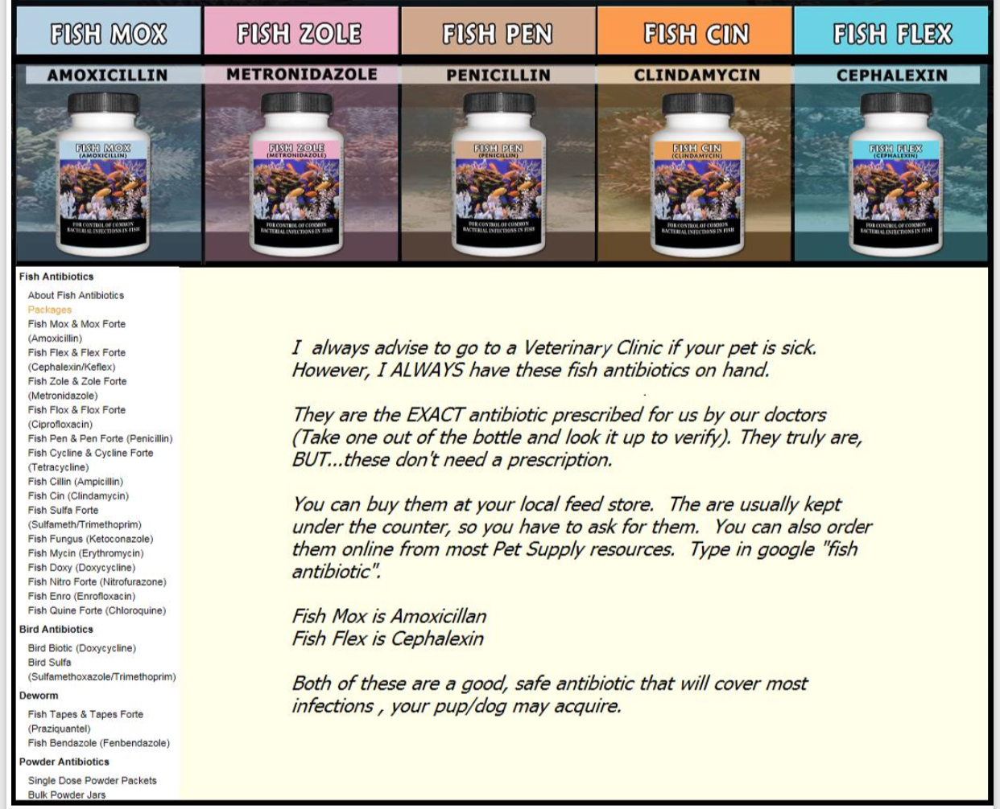 FISH MOX
FISH ZOLE
FISH PEN
FISH CIN
FISH FLEX
AMOXICILLIN
METRONIDAZOLE
PENICILLIN
CLINDAMYCIN
CEPHALEXIN
FISH MOX
(AMOXICILLIN)
FOR CONTROL OF COMMON
BACTERIAL INFECTIONS IN FISH
FISH ZOLE
(METRONIDAZOLE)
FOR CONTROL OF COMMON
BACTERIAL INFECTIONS IN FISH
FISH PEN
(PENICILLIN)
FOR CONTROL OF COMMON
BACTERIAL INFECTIONS IN FISH
FISH CIN
(CLINDAMYCIN)
FOR CONTROL OF COMMON
BACTERIAL INFECTIONS IN FISH
FISH FLEX
(CEPHALEXIN)
FOR CONTROL OF COMMON
BACTERIAL INFECTIONS IN FISH
Fish Antibiotics
About Fish Antibiotics
Packages
Fish Mox & Mox Forte
(Amoxicillin)
Fish Flex & Flex Forte
(Cephalexin/Keflex)
Fish Zole & Zole Forte
(Metronidazole)
Fish Flox & Flox Forte
(Ciprofloxacin)
Fish Pen & Pen Forte (Penicillin)
Fish Cycline & Cycline Forte
(Tetracycline)
Fish Cillin (Ampicillin)
Fish Cin (Clindamycin)
Fish Sulfa Forte
(Sulfameth/Trimethoprim)
Fish Fungus (Ketoconazole)
Fish Mycin (Erythromycin)
Fish Doxy (Doxycycline)
Fish Nitro Forte (Nitrofurazone)
Fish Enro (Enrofloxacin)
Fish Quine Forte (Chloroquine)
Bird Antibiotics
Bird Biotic (Doxycycline)
Bird Sulfa
(Sulfamethoxazole/Trimethoprim)
Deworm
Fish Tapes & Tapes Forte
(Praziquantel)
Fish Bendazole (Fenbendazole)
Powder Antibiotics
Single Dose Powder Packets
Bulk Powder Jars
I always advise to go to a Veterinary Clinic if your pet is sick.
However, I ALWAYS have these fish antibiotics on hand.
.
They are the EXACT antibiotic prescribed for us by our doctors
(Take one out of the bottle and look it up to verify). They truly are,
BUT...these don't need a prescription.
You can buy them at your local feed store. The are usually kept
under the counter, so you have to ask for them. You can also order
them online from most Pet Supply resources. Type in google "fish
antibiotic".
Fish Mox is Amoxicillan
Fish Flex is Cephalexin
Both of these are a good, safe antibiotic that will cover most
infections , your pup/dog may acquire.